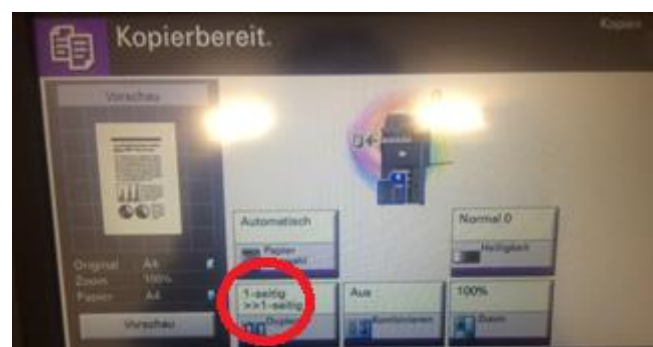 Kopierbereit.
Kopien
Vorschau
Original A4
Zoom 100%
Papier A4
Vorschau
Automatisch
Papier
Normal 0
Helligkeit
1-seitig
>>1-seitig
Duplex
Aus
Kombinieren
100%
Zoom